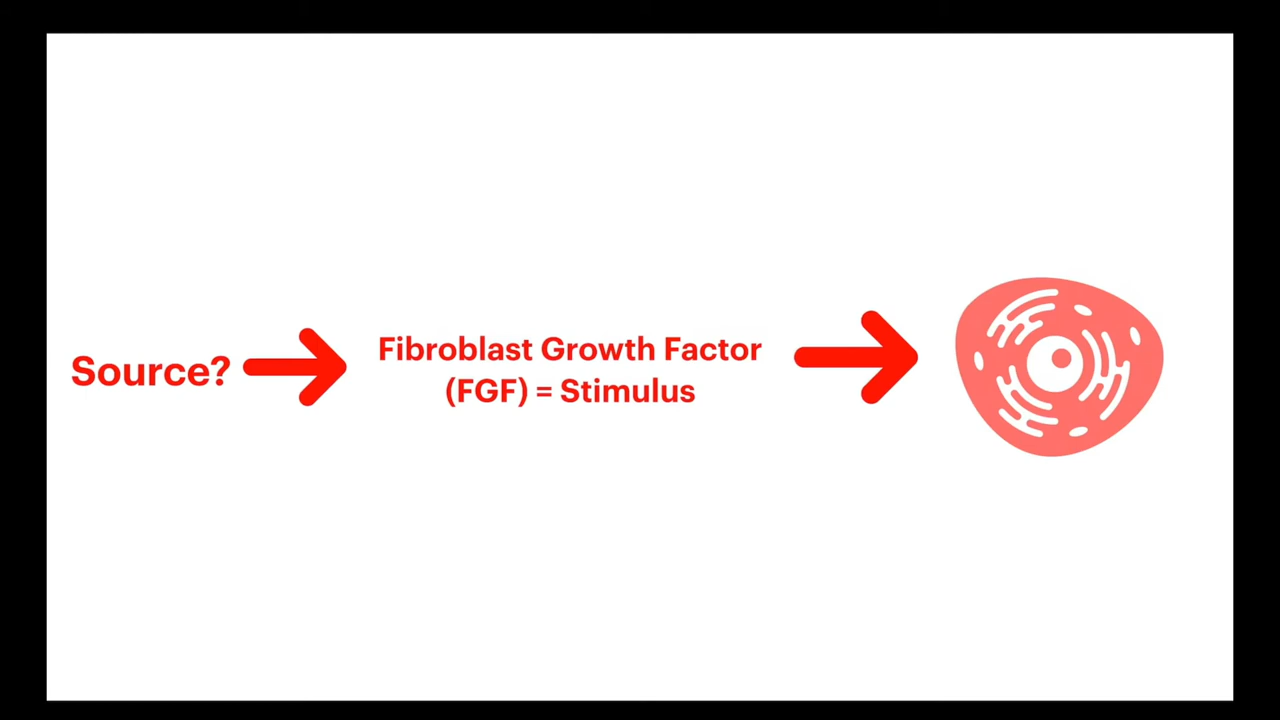 Source?
Fibroblast Growth Factor
(FGF) = Stimulus